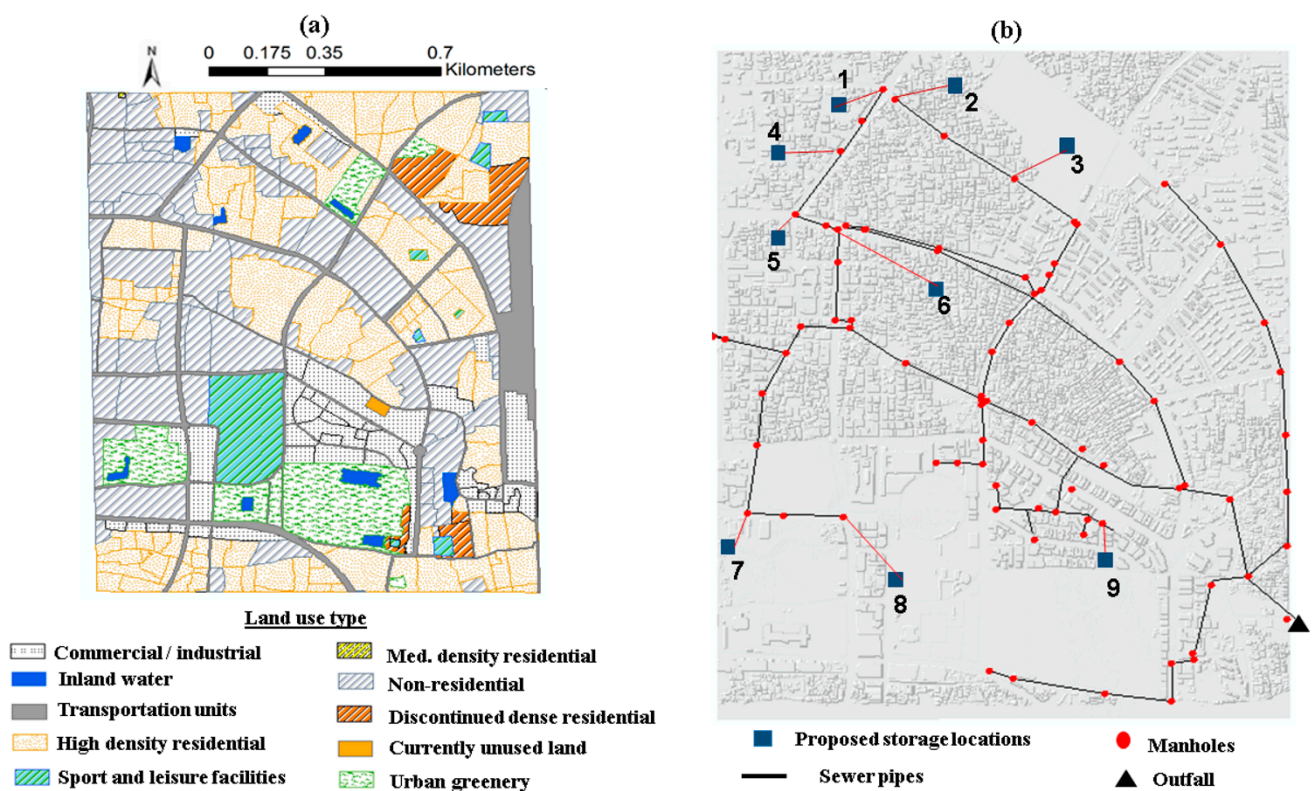 (a)
(b)
N
0 0.175 0.35 0.7
Kilometers
1
2
3
4
5
6
7
8
9
Land use type
Commercial / industrial
Inland water
Transportation units
High density residential
Sport and leisure facilities
Med. density residential
Non-residential
Discontinued dense residential
Currently unused land
Urban greenery
Proposed storage locations
Manholes
Sewer pipes
Outfall